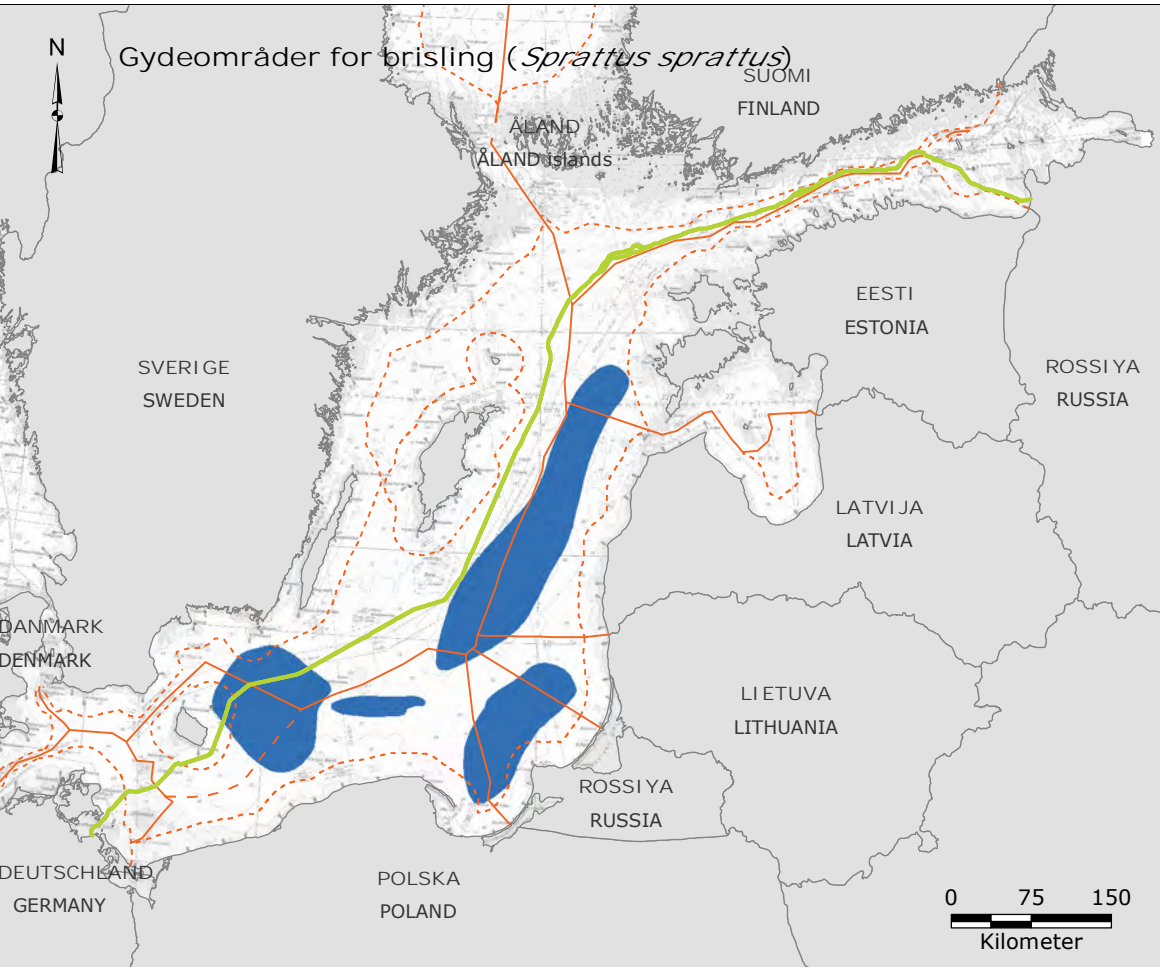 N
Gydeområder for brisling (Sprattus sprattus)
SUOMI
FINLAND
ÅLAND
ÅLAND islands
EESTI
ESTONIA
SVERIGE
SWEDEN
ROSSIYA
RUSSIA
LATVIJA
LATVIA
DANMARK
DENMARK
LIETUVA
LITHUANIA
ROSSIYA
RUSSIA
DEUTSCHLAND
GERMANY
POLSKA
POLAND
0 75 150
Kilometer